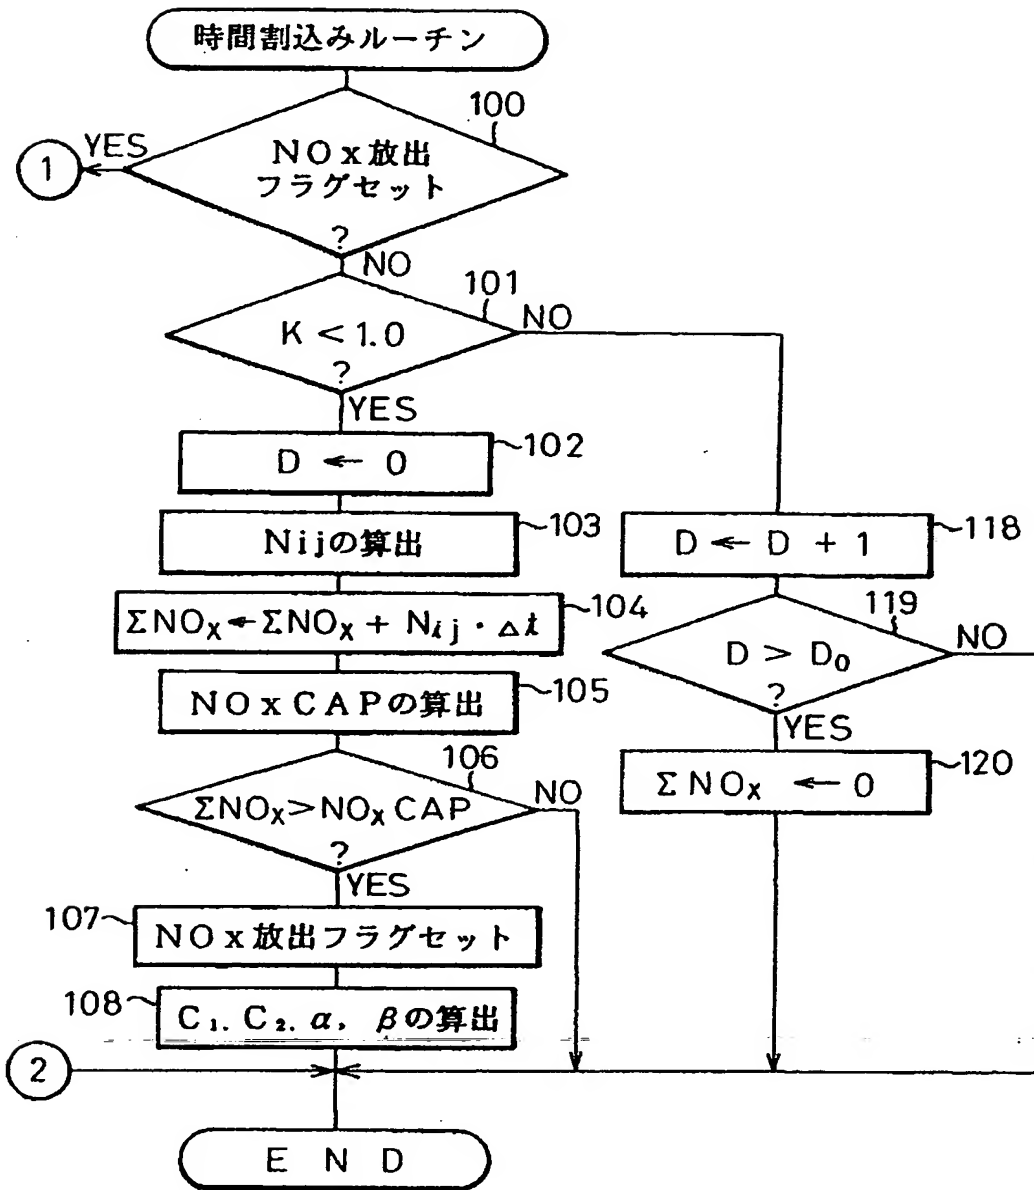 時間割込みルーチン
100
YES
1
NOx放出
フラグセット
?
NO
101
NO
K < 1.0
?
YES
102
D ← 0
103
Nijの算出
118
D ← D + 1
104
ΣNOx ← ΣNOx + Nij・Δt
119
NO
D > D0
?
YES
105
NOxCAPの算出
120
ΣNOx ← 0
106
NO
ΣNOx>NOxCAP
?
YES
107
NOx放出フラグセット
108
C1. C2. α, βの算出
2
END